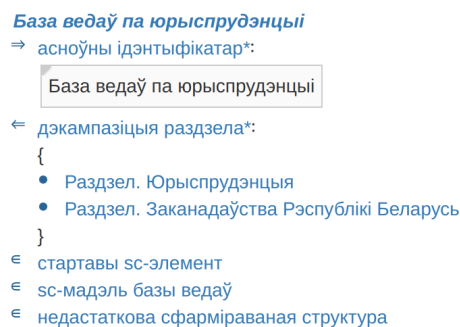 База ведаў па юрыспрудэнцыі
⇒ асноўны ідэнтыфікатар*:
База ведаў па юрыспрудэнцыі
⇐ дэкампазіцыя раздзела*:
{
• Раздзел. Юрыспрудэнцыя
• Раздзел. Заканадаўства Рэспублікі Беларусь
}
∈ стартавы sc-элемент
∈ sc-мадэль базы ведаў
∈ недастаткова сфарміраваная структура